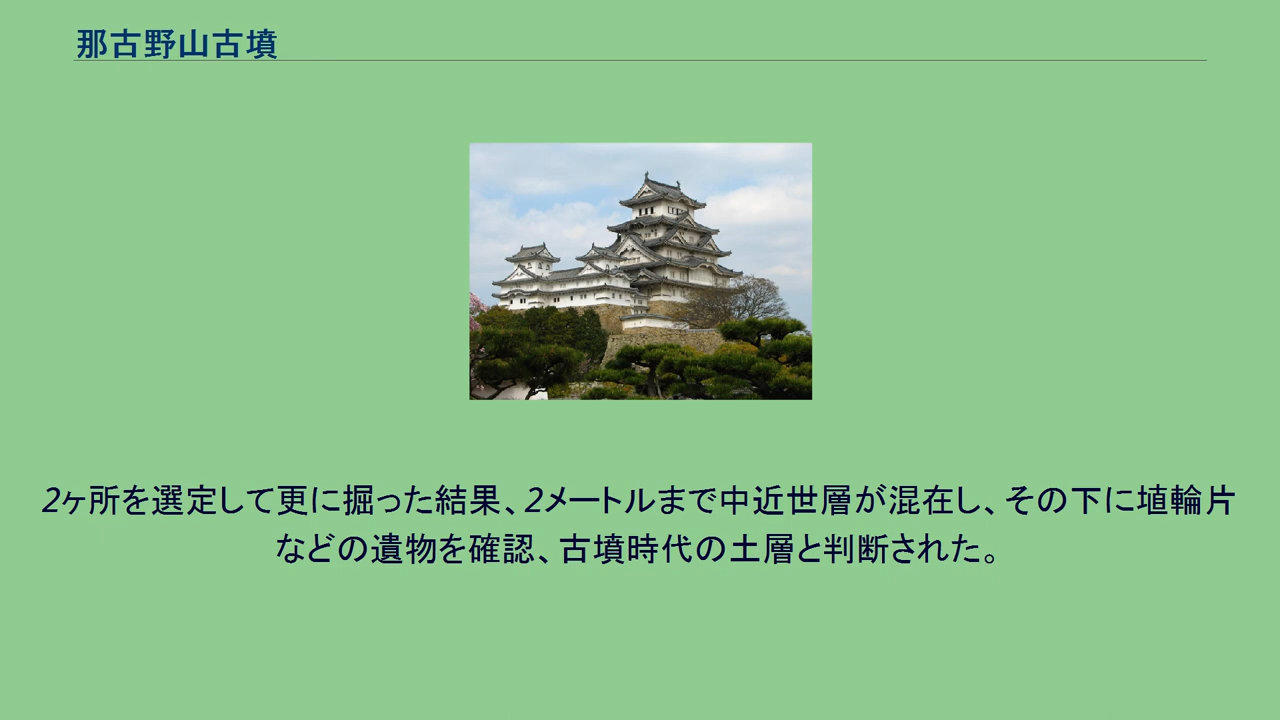 那古野山古墳
2ヶ所を選定して更に掘った結果、2メートルまで中近世層が混在し、その下に埴輪片
などの遺物を確認、古墳時代の土層と判断された。